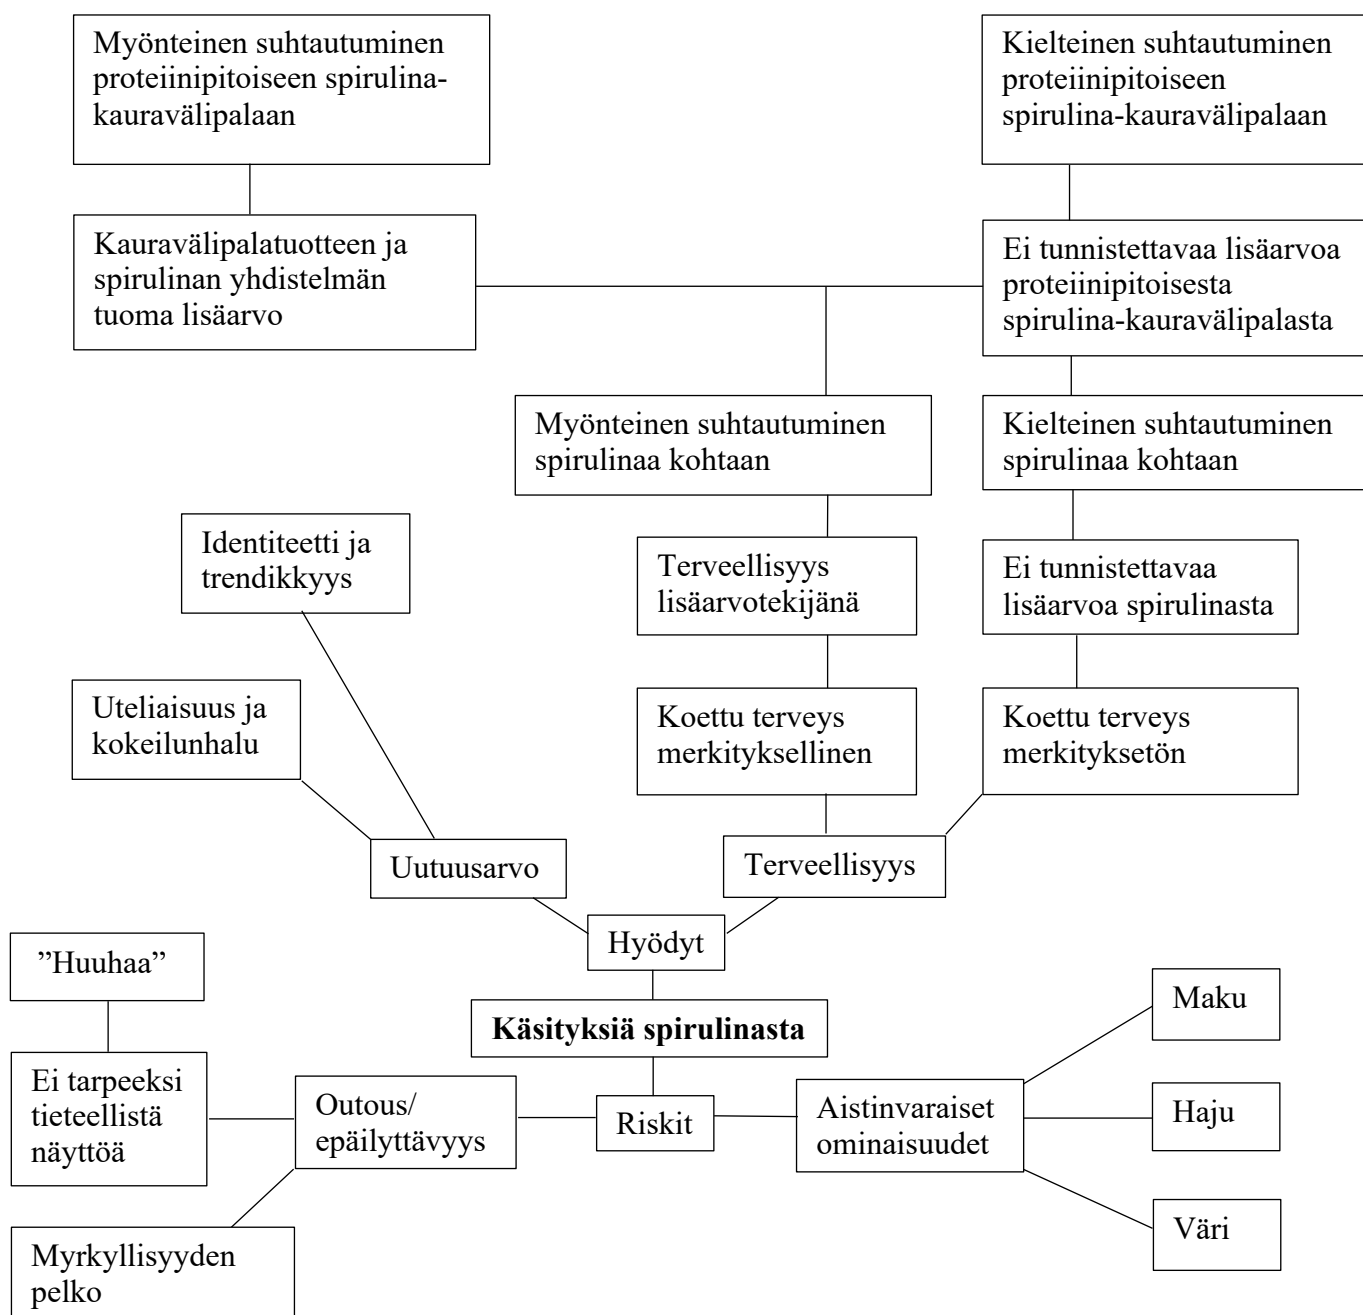 Myönteinen suhtautuminen
proteiinipitoiseen spirulina-
kauravälipalaan
Kielteinen suhtautuminen
proteiinipitoiseen
spirulina-kauravälipalaan
Kauravälipalatuotteen ja
spirulinan yhdistelmän
tuoma lisäarvo
Ei tunnistettavaa lisäarvoa
proteiinipitoisesta
spirulina-kauravälipalasta
Myönteinen suhtautuminen
spirulinaa kohtaan
Kielteinen suhtautuminen
spirulinaa kohtaan
Identiteetti ja
trendikkyys
Terveellisyys
lisäarvotekijänä
Ei tunnistettavaa
lisäarvoa spirulinasta
Uteliaisuus ja
kokeilunhalu
Koettu terveys
merkityksellinen
Koettu terveys
merkityksetön
Uutuusarvo
Terveellisyys
Hyödyt
”Huuhaa”
Käsityksiä spirulinasta
Maku
Ei tarpeeksi
tieteellistä
näyttöä
Outous/
epäilyttävyys
Riskit
Aistinvaraiset
ominaisuudet
Haju
Väri
Myrkyllisyyden
pelko